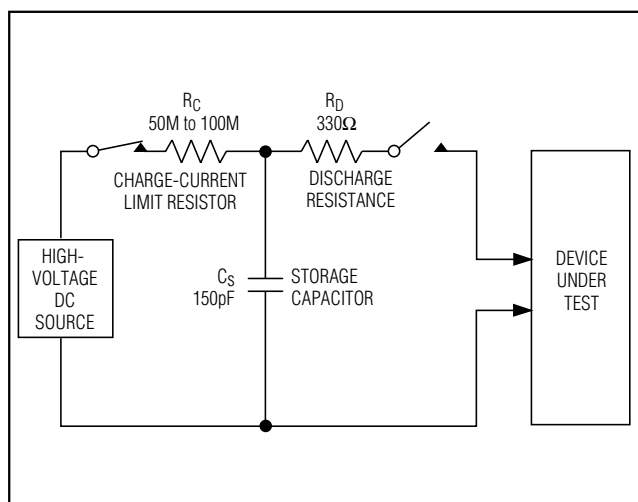 R_C
50M to 100M
CHARGE-CURRENT
LIMIT RESISTOR
R_D
330Ω
DISCHARGE
RESISTANCE
HIGH-
VOLTAGE
DC
SOURCE
C_S
150pF
STORAGE
CAPACITOR
DEVICE
UNDER
TEST